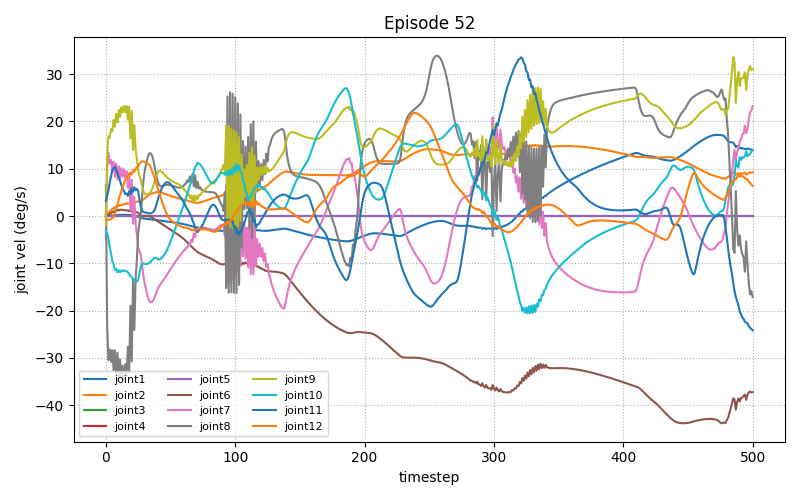 Episode 52
joint vel (deg/s)
30
20
10
0
−10
−20
−30
−40
joint1 joint5 joint9
joint2 joint6 joint10
joint3 joint7 joint11
joint4 joint8 joint12
0 100 200 300 400 500
timestep